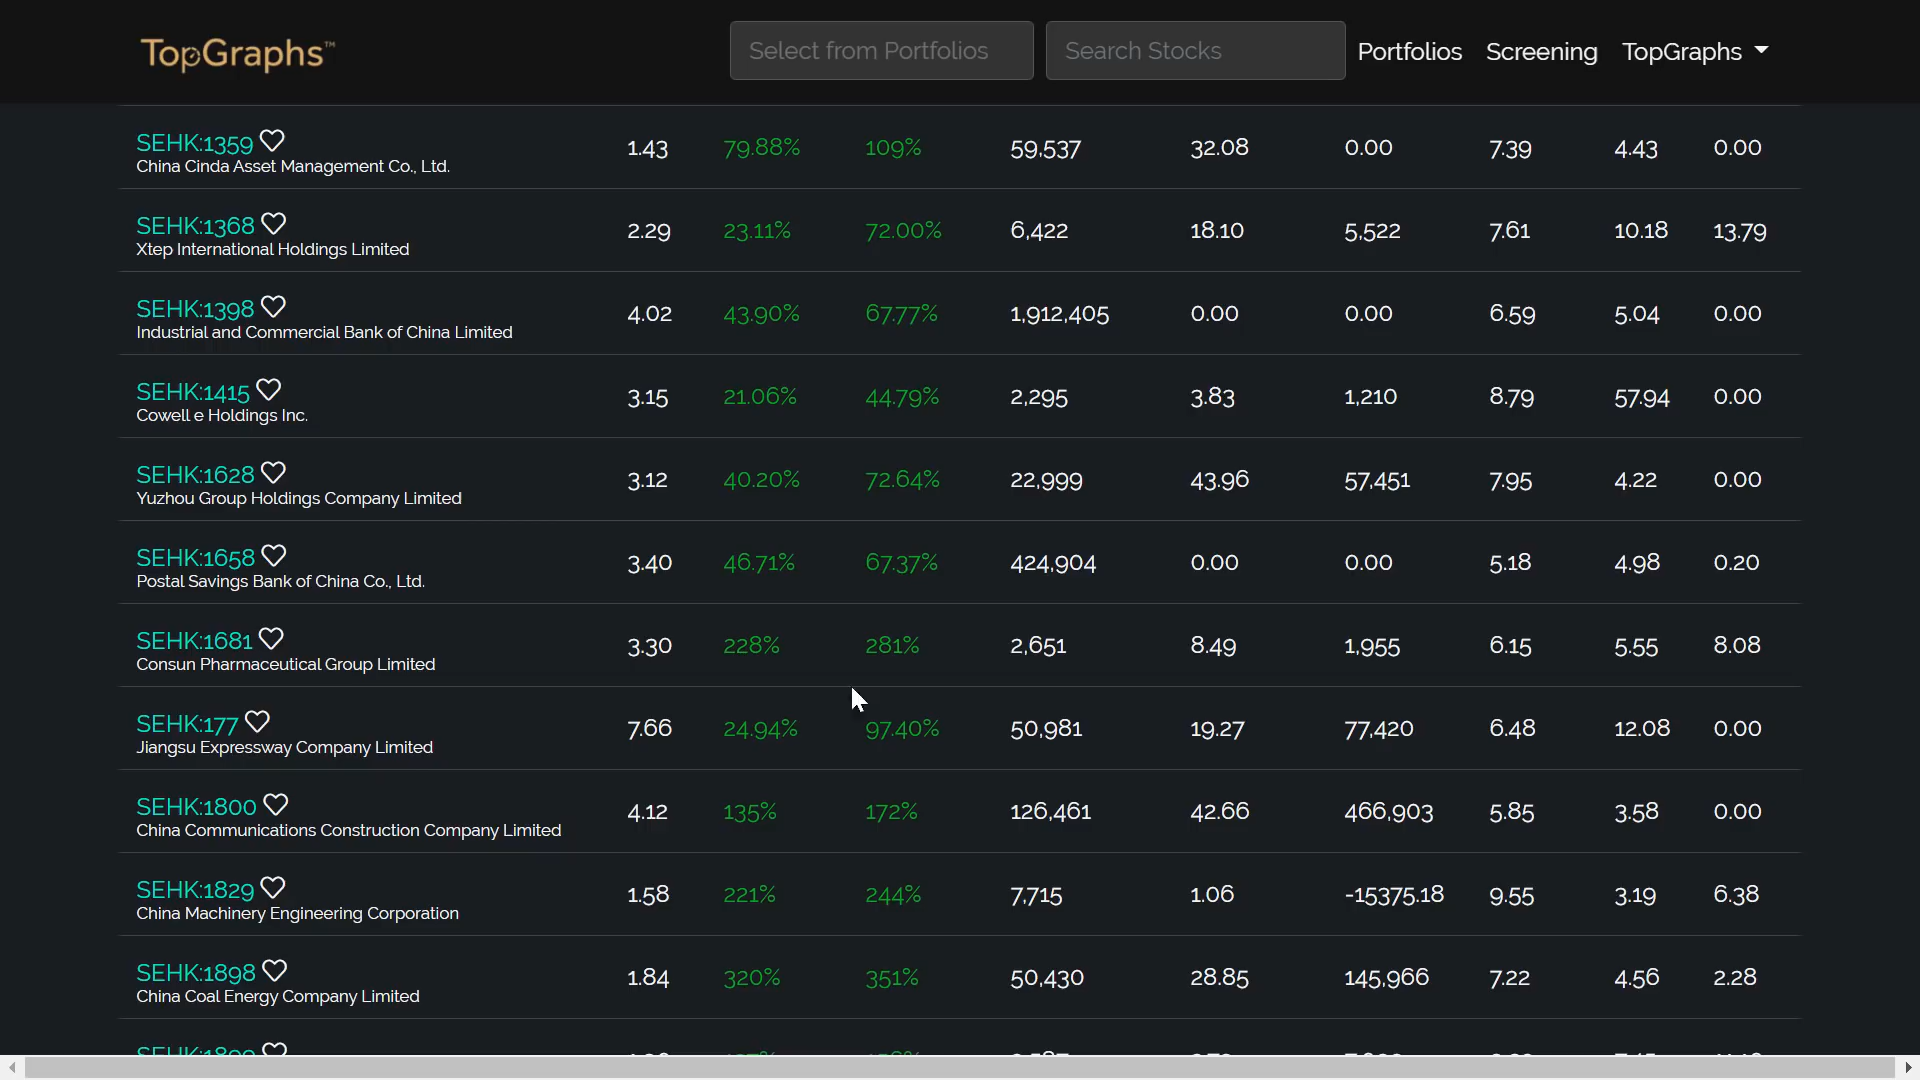 TopGraphs™ Select from Portfolios Search Stocks Portfolios Screening TopGraphs
SEHK:1359 1.43 79.88% 109% 59,537 32.08 0.00 7.39 4.43 0.00
China Cinda Asset Management Co., Ltd.
SEHK:1368 2.29 23.11% 72.00% 6,422 18.10 5,522 7.61 10.18 13.79
Xtep International Holdings Limited
SEHK:1398 4.02 43.90% 67.77% 1,912,405 0.00 0.00 6.59 5.04 0.00
Industrial and Commercial Bank of China Limited
SEHK:1415 3.15 21.06% 44.79% 2,295 3.83 1,210 8.79 57.94 0.00
Cowell e Holdings Inc.
SEHK:1628 3.12 40.20% 72.64% 22,999 43.96 57,451 7.95 4.22 0.00
Yuzhou Group Holdings Company Limited
SEHK:1658 3.40 46.71% 67.37% 424,904 0.00 0.00 5.18 4.98 0.20
Postal Savings Bank of China Co., Ltd.
SEHK:1681 3.30 228% 281% 2,651 8.49 1,955 6.15 5.55 8.08
Consun Pharmaceutical Group Limited
SEHK:177 7.66 24.94% 97.40% 50,981 19.27 77,420 6.48 12.08 0.00
Jiangsu Expressway Company Limited
SEHK:1800 4.12 135% 172% 126,461 42.66 466,903 5.85 3.58 0.00
China Communications Construction Company Limited
SEHK:1829 1.58 221% 244% 7,715 1.06 -15375.18 9.55 3.19 6.38
China Machinery Engineering Corporation
SEHK:1898 1.84 320% 351% 50,430 28.85 145,966 7.22 4.56 2.28
China Coal Energy Company Limited